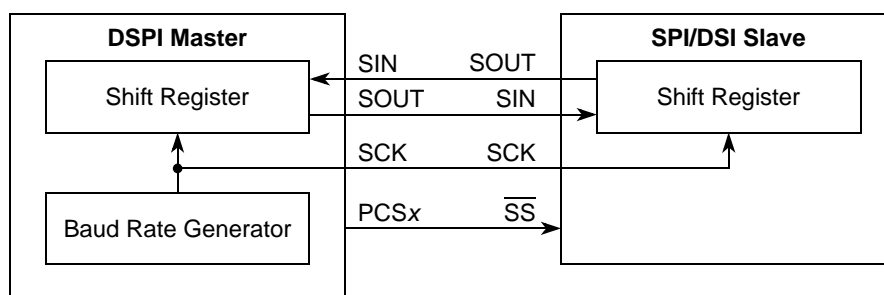 DSPI Master SPI/DSI Slave
SIN SOUT
Shift Register Shift Register
SOUT SIN
SCK SCK
PCSx S̅S̅
Baud Rate Generator